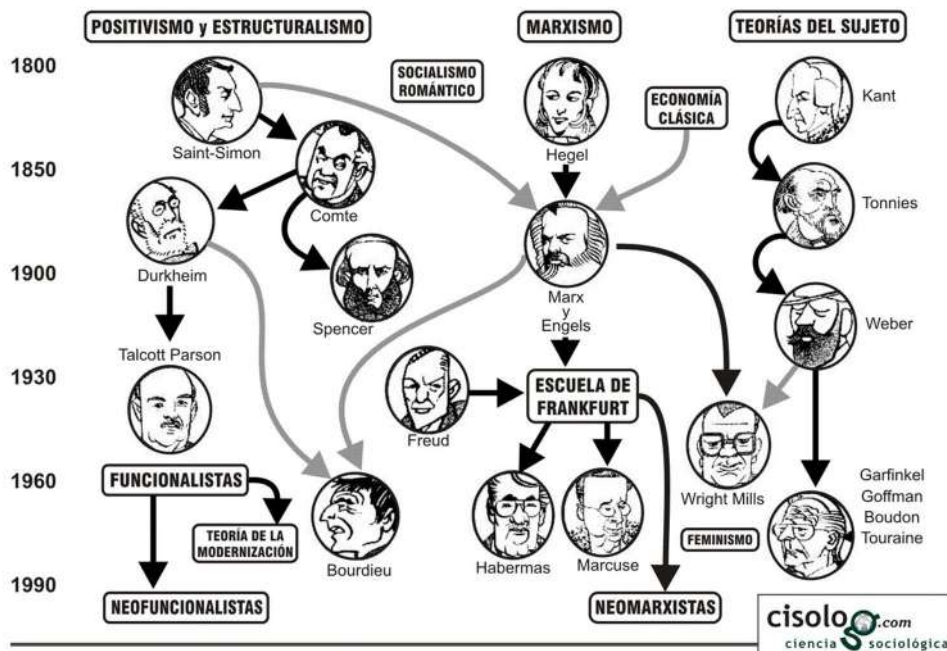 POSITIVISMO y ESTRUCTURALISMO
MARXISMO
TEORÍAS DEL SUJETO
1800
SOCIALISMO
ROMÁNTICO
ECONOMÍA
CLÁSICA
Kant
Saint-Simon
Hegel
1850
Comte
Tonnies
Durkheim
1900
Spencer
Marx
y
Engels
Weber
Talcott Parson
1930
ESCUELA DE
FRANKFURT
Freud
1960
FUNCIONALISTAS
Wright Mills
Garfinkel
Goffman
Boudon
Touraine
TEORÍA DE LA
MODERNIZACIÓN
FEMINISMO
Bourdieu
Habermas
Marcuse
1990
NEOFUNCIONALISTAS
NEOMARXISTAS
cisolog.com
ciencia sociológica